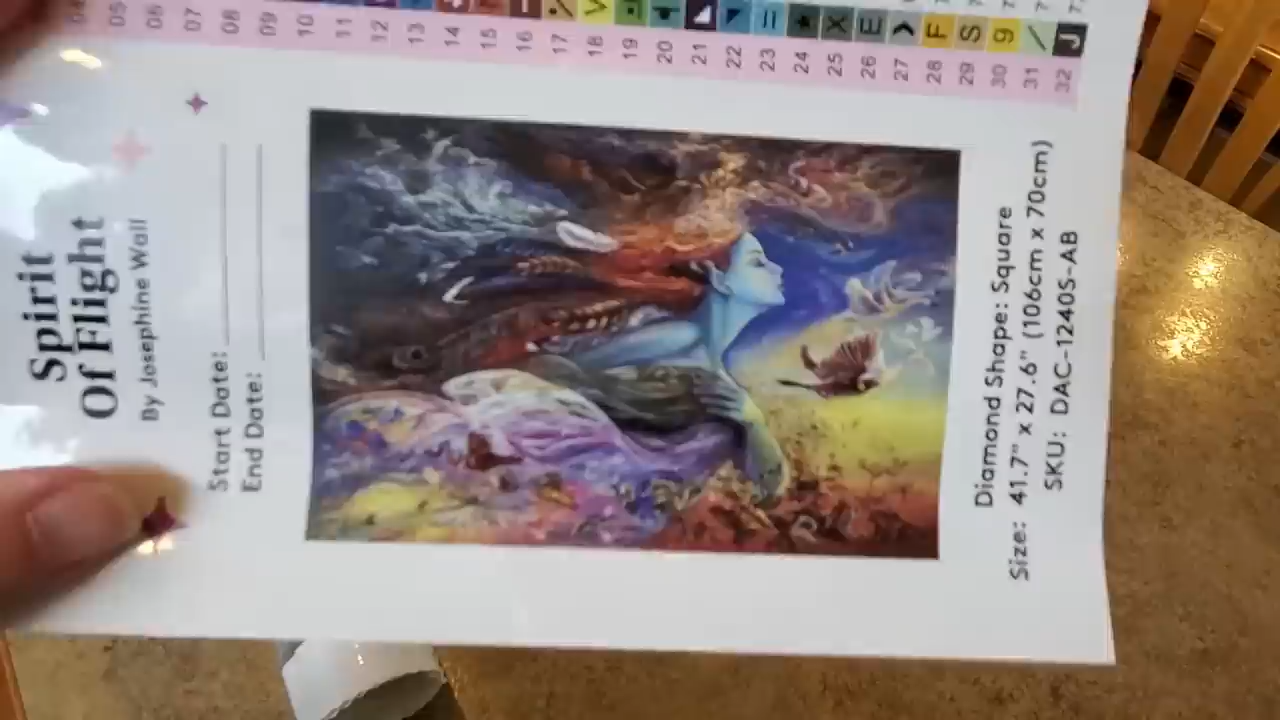 Spirit
Of Flight
By Josephine Wall
Start Date:
End Date:
Diamond Shape: Square
Size: 41.7" x 27.6" (106cm x 70cm)
SKU: DAC-1240S-AB
04
05
06
07
08
09
10
11
12
13
14
15
16
17
18
19
20
21
22
23 =
24
25 X
26 E
27
28 F
29 S
30 9
31 /
32 J